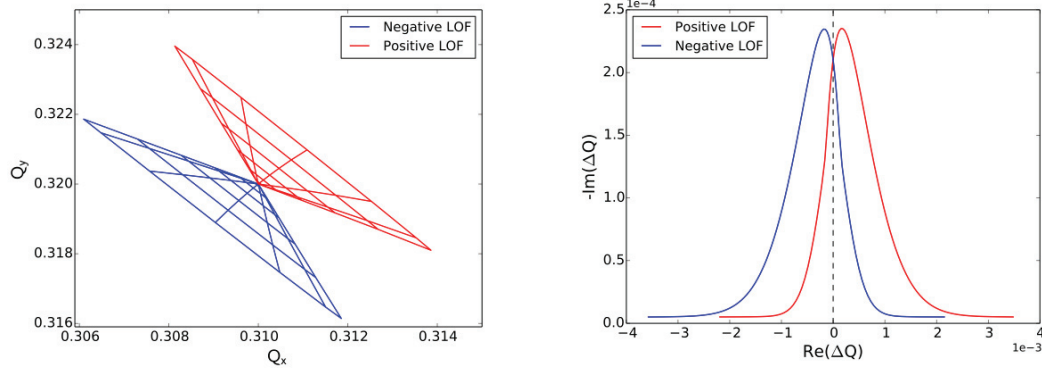 Negative LOF
Positive LOF
0.324
0.322
0.320
0.318
0.316
Qy
0.306
0.308
0.310
0.312
0.314
Qx
1e−4
Positive LOF
Negative LOF
2.5
2.0
1.5
1.0
0.5
0.0
-Im(ΔQ)
−4
−3
−2
−1
0
1
2
3
4
1e−3
Re(ΔQ)